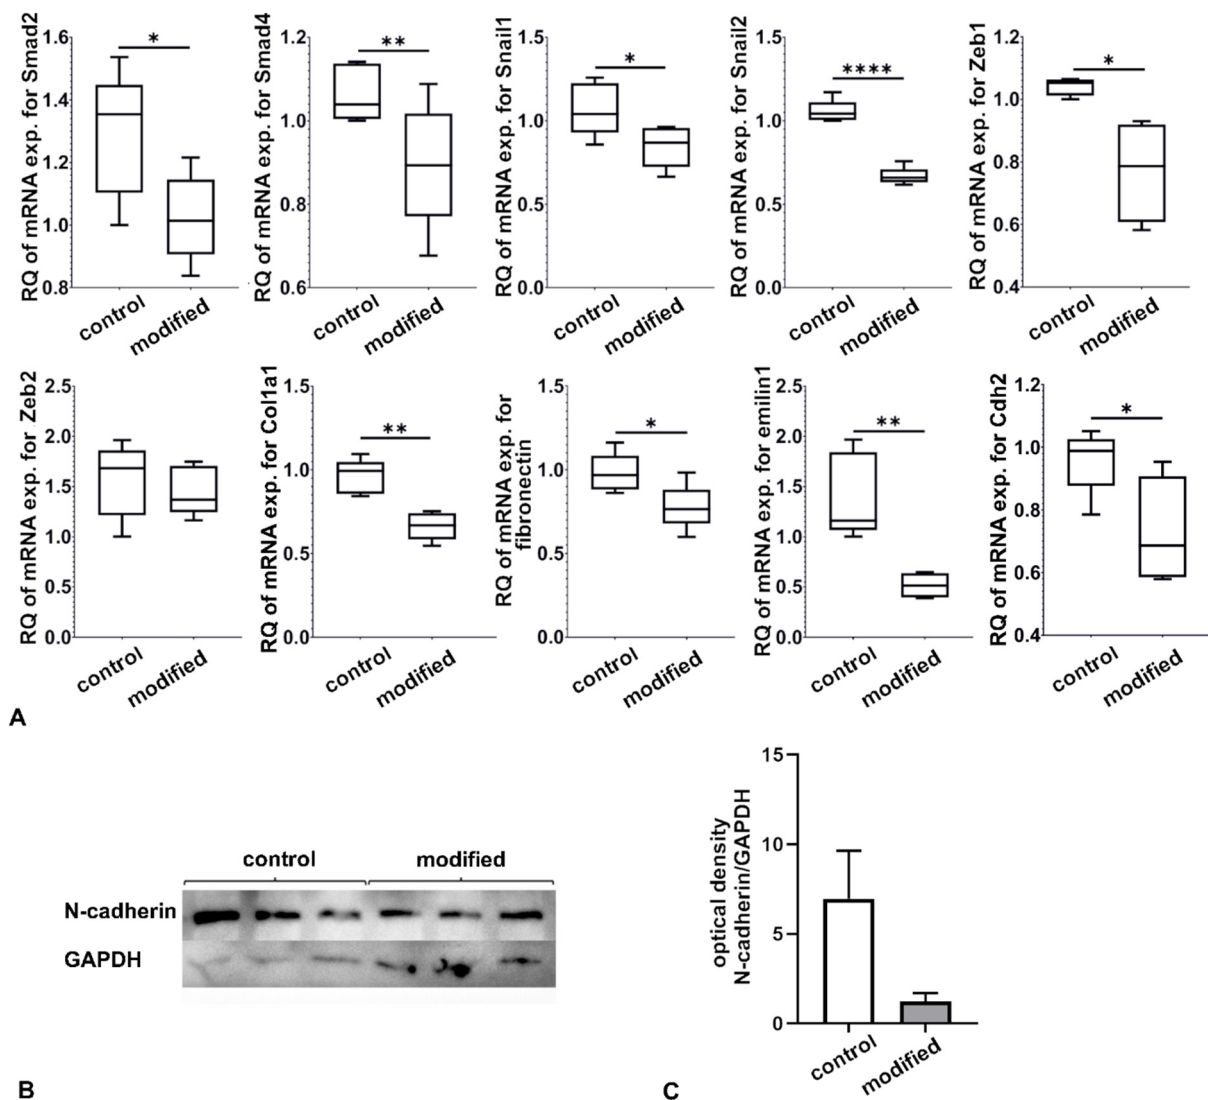 RQ of mRNA exp. for Smad2
1.6
1.4
1.2
1.0
0.8
*
control
modified
RQ of mRNA exp. for Smad4
1.2
1.0
0.8
0.6
**
control
modified
RQ of mRNA exp. for Snail1
1.5
1.0
0.5
0.0
*
control
modified
RQ of mRNA exp. for Snail2
1.5
1.0
0.5
0.0
****
control
modified
RQ of mRNA exp. for Zeb1
1.2
1.0
0.8
0.6
0.4
*
control
modified
RQ of mRNA exp. for Zeb2
2.5
2.0
1.5
1.0
0.5
0.0
control
modified
RQ of mRNA exp. for Col1a1
1.5
1.0
0.5
0.0
**
control
modified
RQ of mRNA exp. for
fibronectin
1.5
1.0
0.5
0.0
*
control
modified
RQ of mRNA exp. for emilin1
2.5
2.0
1.5
1.0
0.5
0.0
**
control
modified
RQ of mRNA exp. for Cdh2
1.2
1.0
0.8
0.6
0.4
*
control
modified
A
control
modified
N-cadherin
GAPDH
B
optical density
N-cadherin/GAPDH
15
10
5
0
control
modified
C